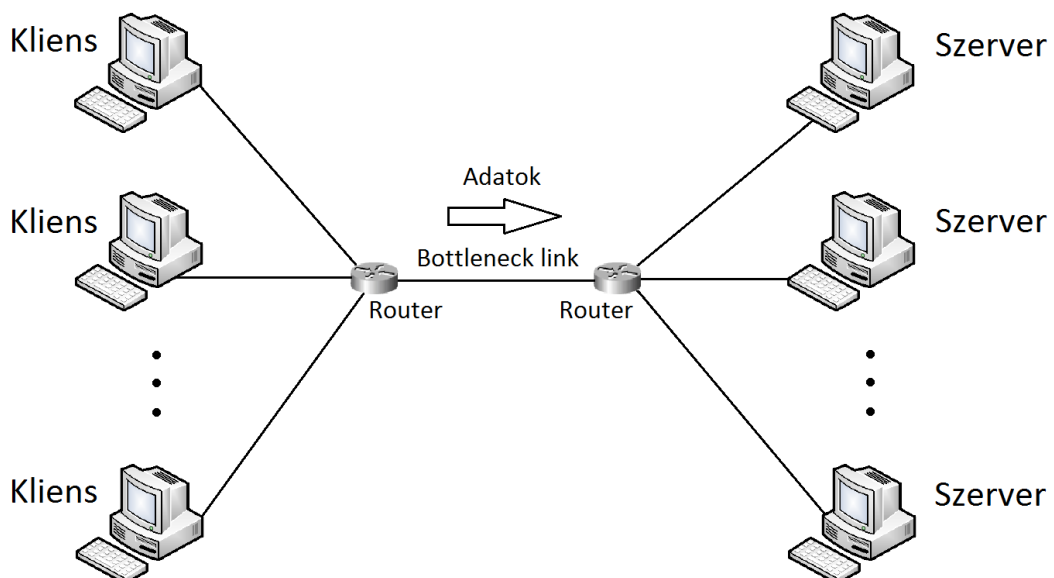 Kliens
Szerver
Adatok
Kliens
Szerver
Bottleneck link
Router
Router
Kliens
Szerver